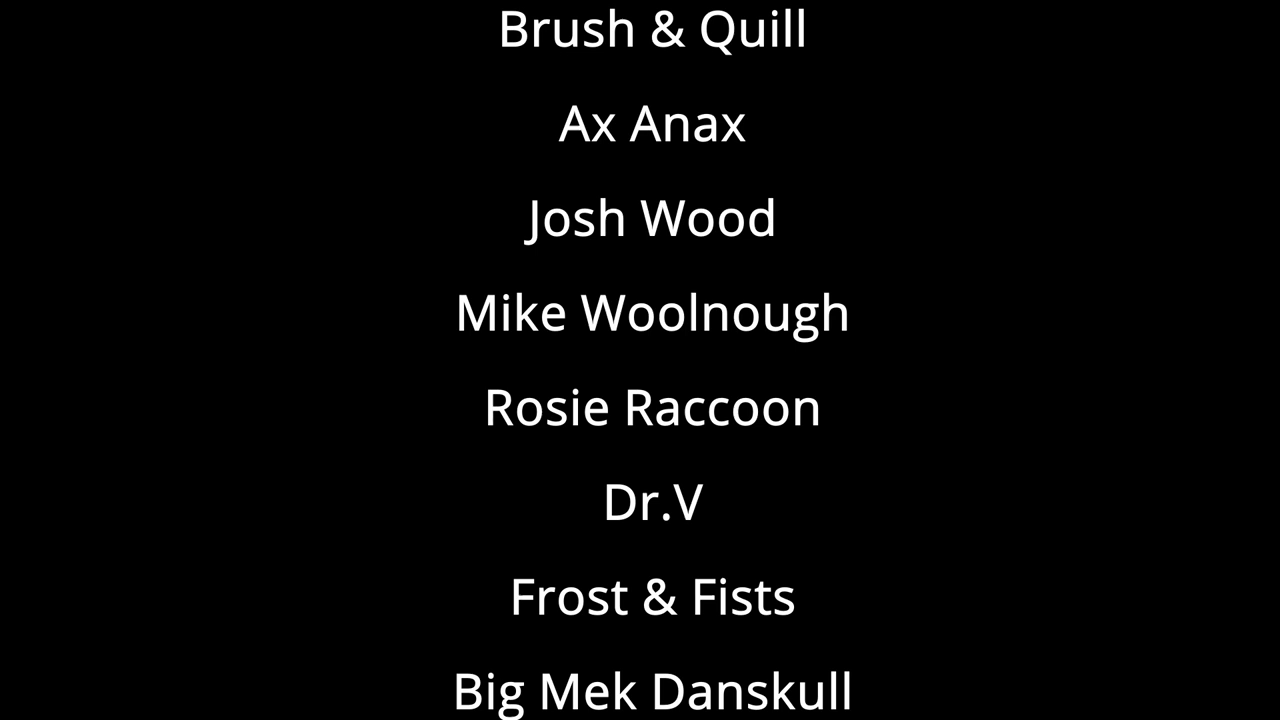 Brush & Quill
Ax Anax
Josh Wood
Mike Woolnough
Rosie Raccoon
Dr.V
Frost & Fists
Big Mek Danskull